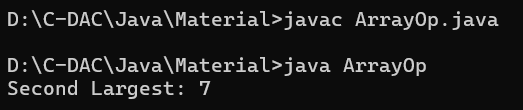 D:\C-DAC\Java\Material>javac ArrayOp.java
D:\C-DAC\Java\Material>java ArrayOp
Second Largest: 7